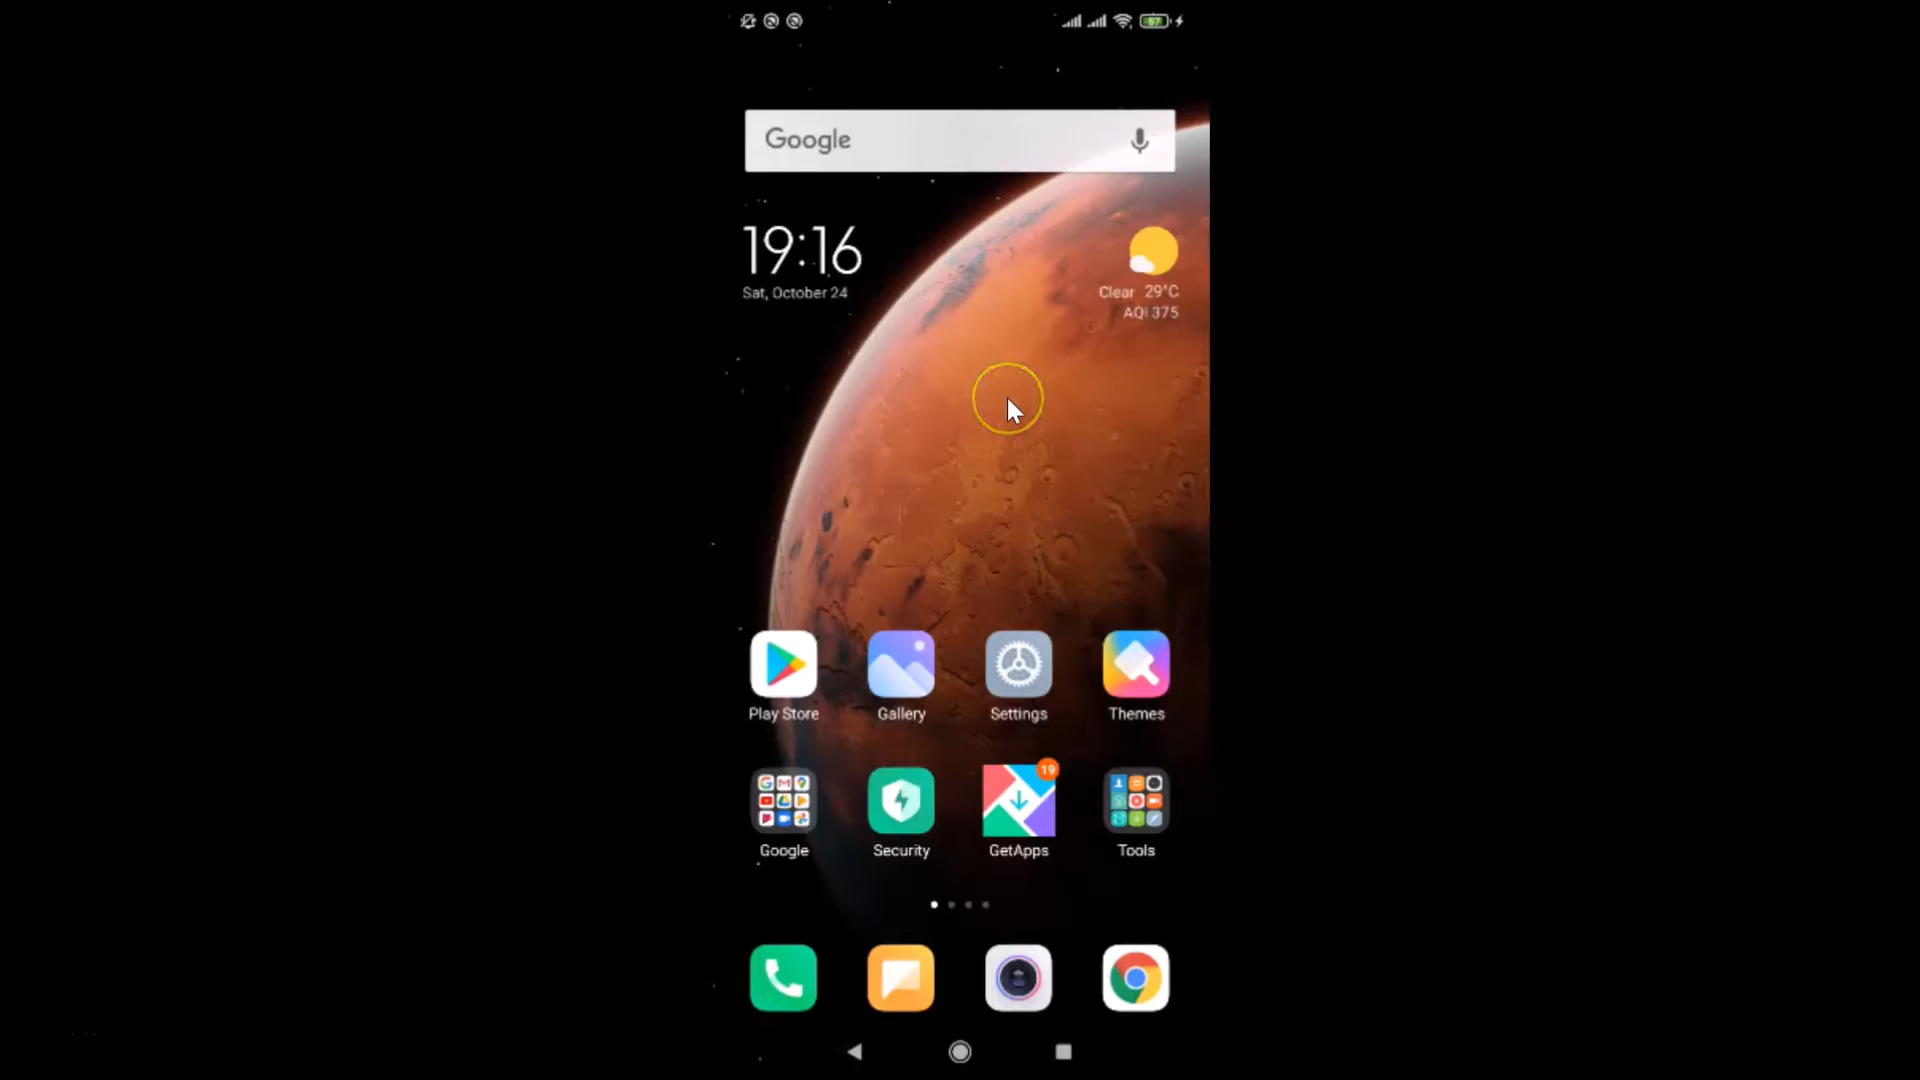 87
Google
19:16
Sat, October 24
Clear 29°C
AQI 375
Play Store
Gallery
Settings
Themes
19
Google
Security
GetApps
Tools